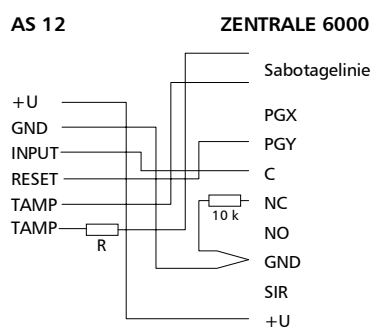 AS 12
ZENTRALE 6000
Sabotagelinie
+U
GND
INPUT
RESET
TAMP
TAMP
R
PGX
PGY
C
NC
10 k
NO
GND
SIR
+U